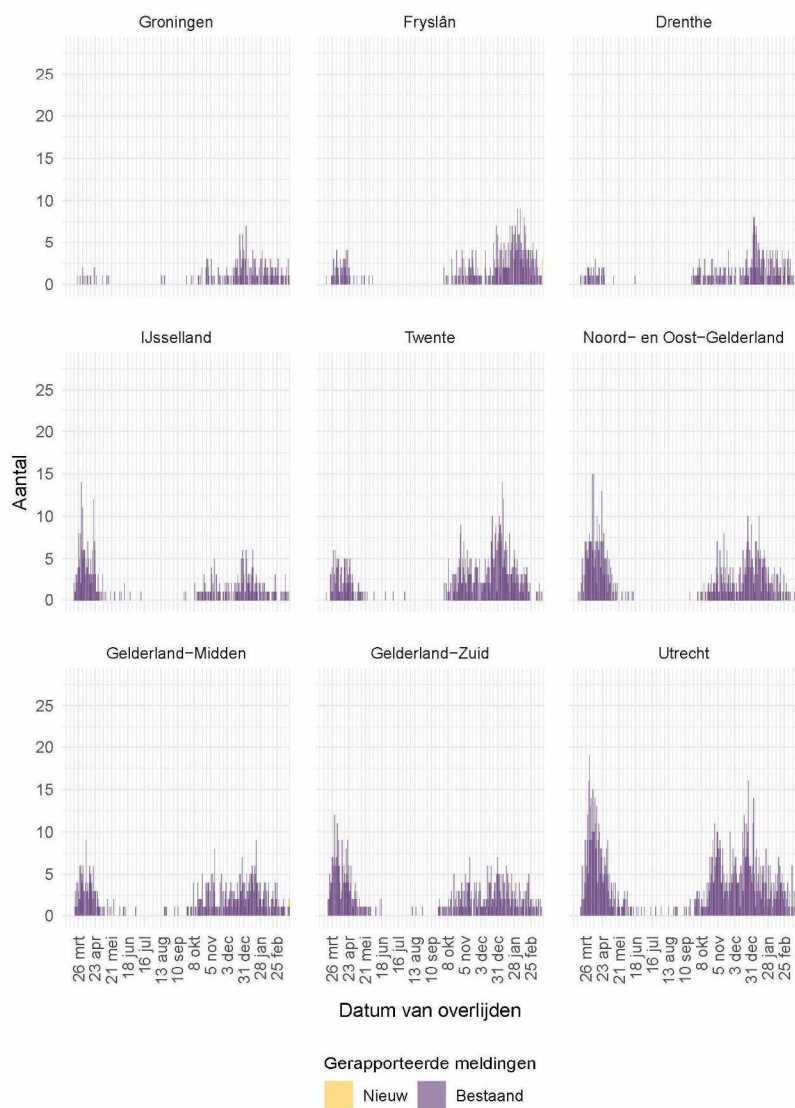 Groningen
Fryslân
Drenthe
25
20
15
10
5
0
IJsselland
Twente
Noord- en Oost-Gelderland
25
20
15
10
5
0
Aantal
Gelderland-Midden
Gelderland-Zuid
Utrecht
25
20
15
10
5
0
26 mrt
23 apr
21 mei
18 jun
16 jul
13 aug
10 sep
8 okt
5 nov
3 dec
31 dec
28 jan
25 feb
26 mrt
23 apr
21 mei
18 jun
16 jul
13 aug
10 sep
8 okt
5 nov
3 dec
31 dec
28 jan
25 feb
26 mrt
23 apr
21 mei
18 jun
16 jul
13 aug
10 sep
8 okt
5 nov
3 dec
31 dec
28 jan
25 feb
Datum van overlijden
Gerapporteerde meldingen
Nieuw Bestaand